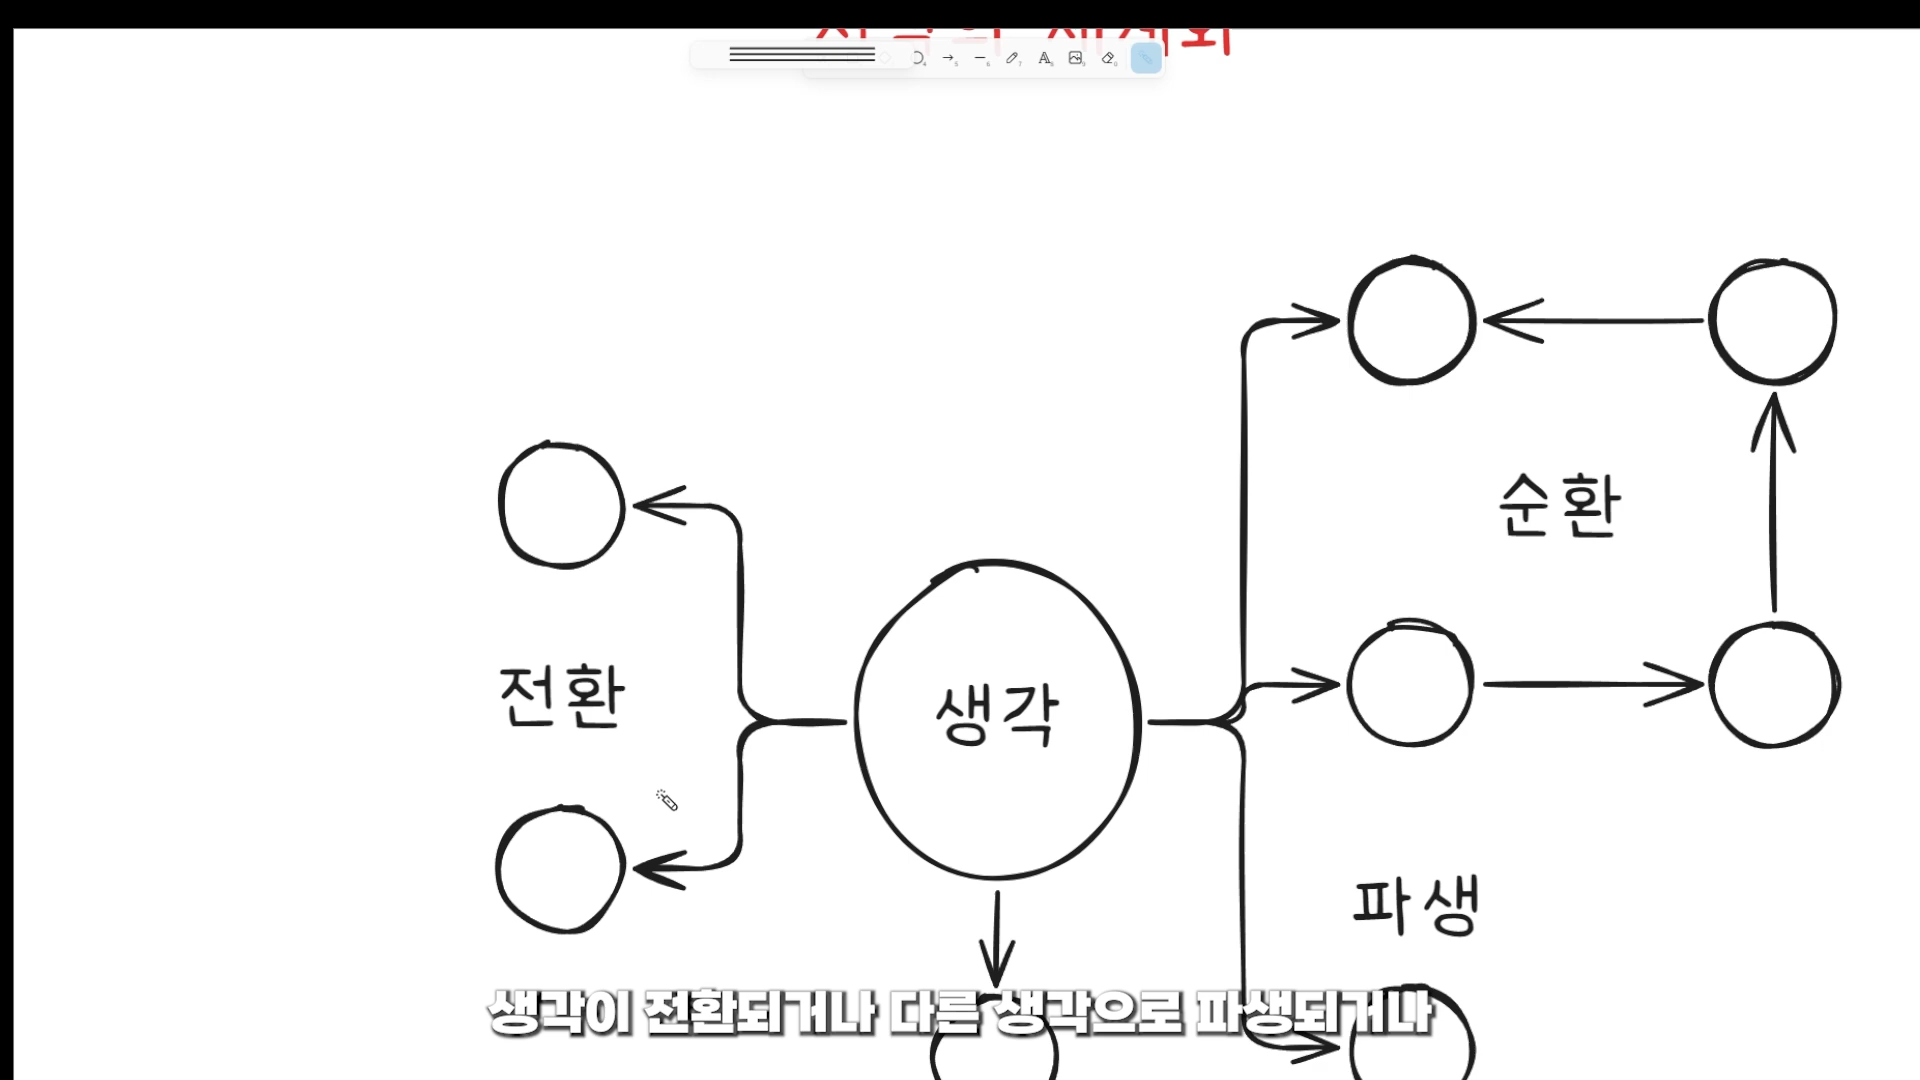 순환
전환
생각
파생
생각이 전환되거나 다른 생각으로 파생되거나